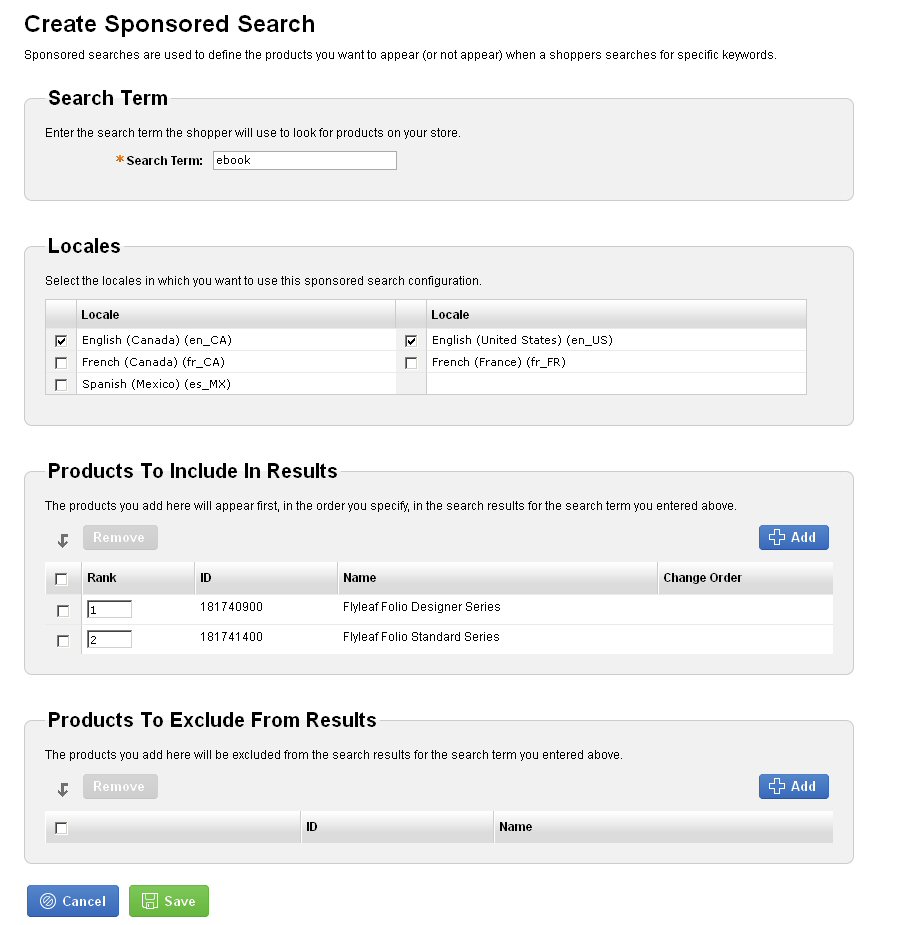 Create Sponsored Search
Sponsored searches are used to define the products you want to appear (or not appear) when a shoppers searches for specific keywords.
Search Term
Enter the search term the shopper will use to look for products on your store.
* Search Term: ebook
Locales
Select the locales in which you want to use this sponsored search configuration.
Locale Locale
English (Canada) (en_CA) English (United States) (en_US)
French (Canada) (fr_CA) French (France) (fr_FR)
Spanish (Mexico) (es_MX)
Products To Include In Results
The products you add here will appear first, in the order you specify, in the search results for the search term you entered above.
Remove Add
Rank ID Name Change Order
1 181740900 Flyleaf Folio Designer Series
2 181741400 Flyleaf Folio Standard Series
Products To Exclude From Results
The products you add here will be excluded from the search results for the search term you entered above.
Remove Add
ID Name
Cancel Save